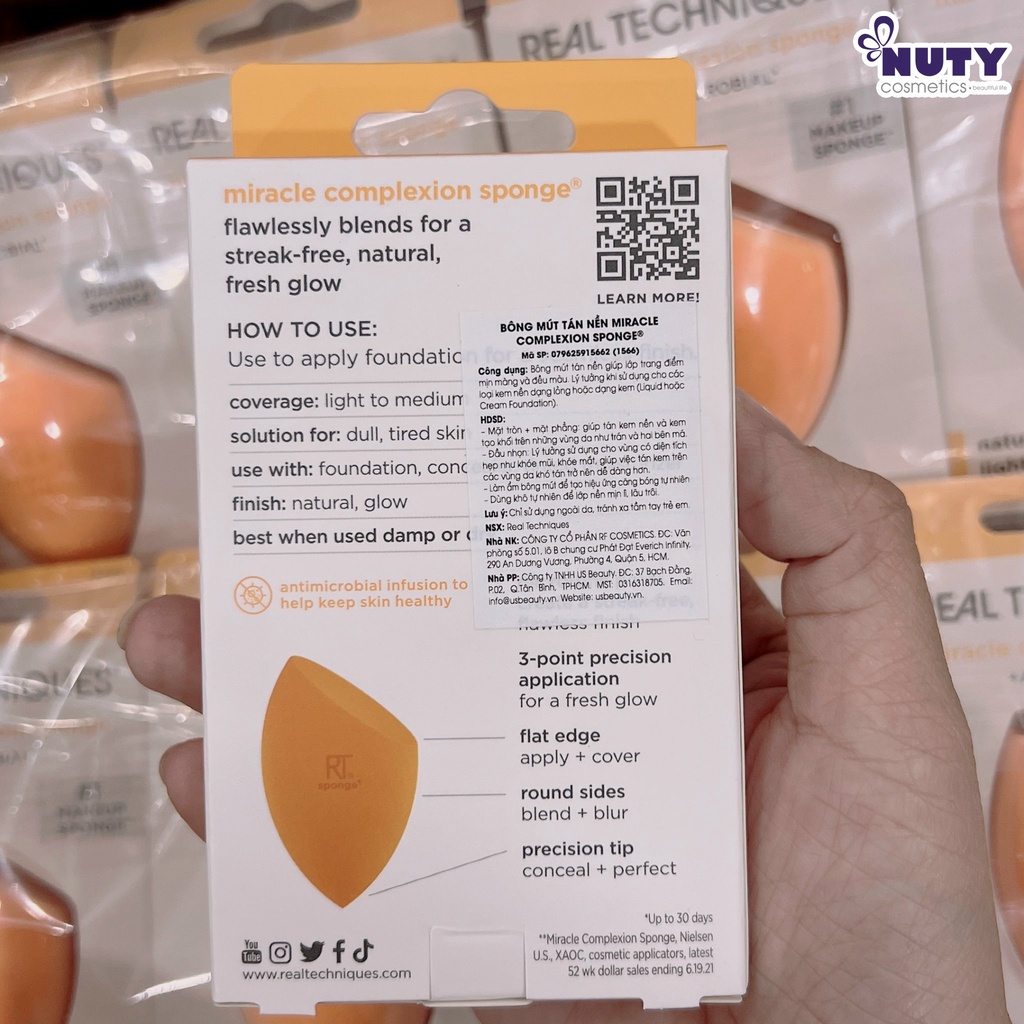 NUTY
cosmetics • beautiful life
REAL TECHNIQUES
#1
MAKEUP
SPONGE
miracle complexion sponge®
flawlessly blends for a
streak-free, natural,
fresh glow
LEARN MORE!
HOW TO USE:
Use to apply foundatio
coverage: light to medium
solution for: dull, tired skin
use with: foundation, conc
finish: natural, glow
best when used damp or d
antimicrobial infusion to
help keep skin healthy
BÔNG MÚT TÁN NỀN MIRACLE
COMPLEXION SPONGE®
Mã SP: 079625915662 (1566)
Công dụng: Bông mút tán nền giúp lớp trang điểm
mịn màng và đều màu. Lý tưởng khi sử dụng cho các
loại kem nền dạng lỏng hoặc dạng kem (Liquid hoặc
Cream Foundation).
HDSD:
- Mặt tròn + mặt phẳng: giúp tán kem nền và kem
tạo khối trên những vùng da như trán và hai bên má.
- Đầu nhọn: Lý tưởng sử dụng cho vùng có diện tích
hẹp như khóe mũi, khóe mắt, giúp việc tán kem trên
các vùng da khó tán trở nên dễ dàng hơn.
- Làm ẩm bông mút để tạo hiệu ứng căng bóng tự nhiên
- Dùng khô tự nhiên để lớp nền mịn lì, lâu trôi.
Lưu ý: Chỉ sử dụng ngoài da, tránh xa tầm tay trẻ em.
NSX: Real Techniques
Nhà NK: CÔNG TY CỔ PHẦN RF COSMETICS. ĐC: Văn
phòng số 5.01, lô B chung cư Phát Đạt Everich Infinity,
290 An Dương Vương, Phường 4, Quận 5, HCM.
Nhà PP: Công ty TNHH US Beauty. ĐC: 37 Bạch Đằng,
P.02, Q.Tân Bình, TPHCM. MST: 0316318705. Email:
info@usbeauty.vn. Website: usbeauty.vn.
flawless finish
3-point precision
application
for a fresh glow
flat edge
apply + cover
round sides
blend + blur
precision tip
conceal + perfect
RT®
sponge+
*Up to 30 days
**Miracle Complexion Sponge, Nielsen
U.S., XAOC, cosmetic applicators, latest
52 wk dollar sales ending 6.19.21
You
Tube
www.realtechniques.com